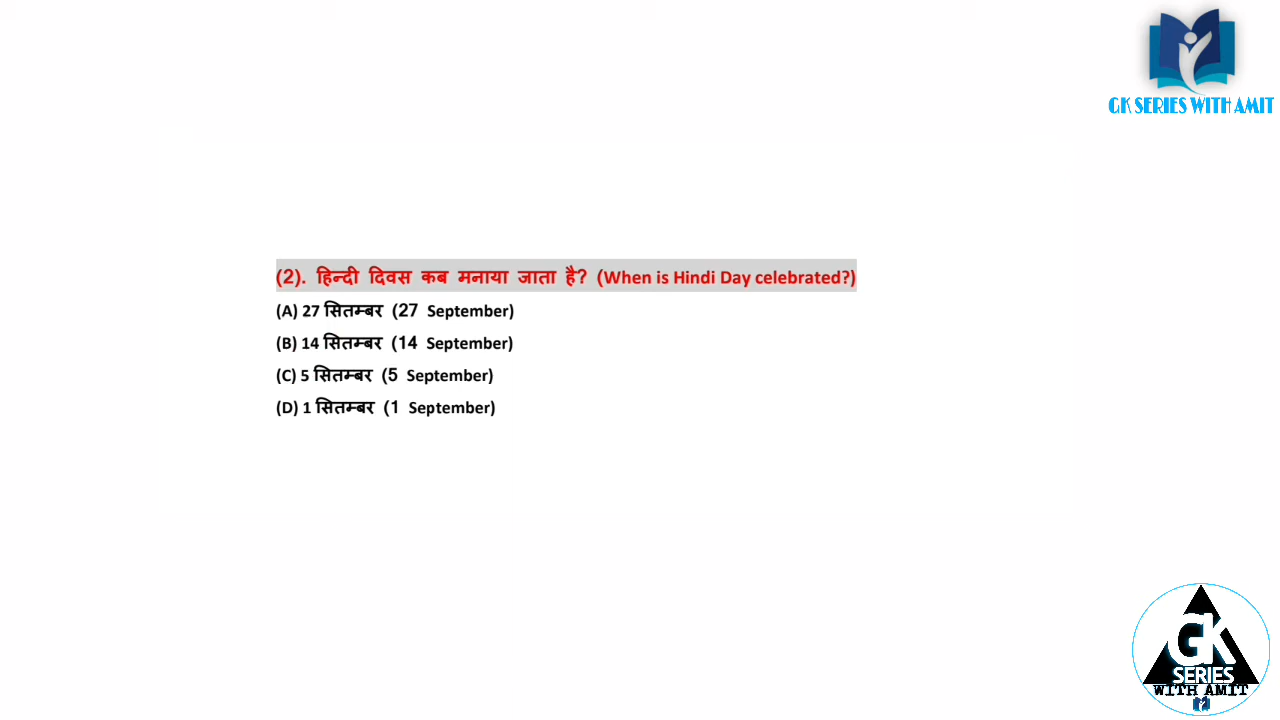 GK SERIES WITH AMIT
(2). हिन्दी दिवस कब मनाया जाता है? (When is Hindi Day celebrated?)
(A) 27 सितम्बर (27 September)
(B) 14 सितम्बर (14 September)
(C) 5 सितम्बर (5 September)
(D) 1 सितम्बर (1 September)
GK
SERIES
WITH AMIT